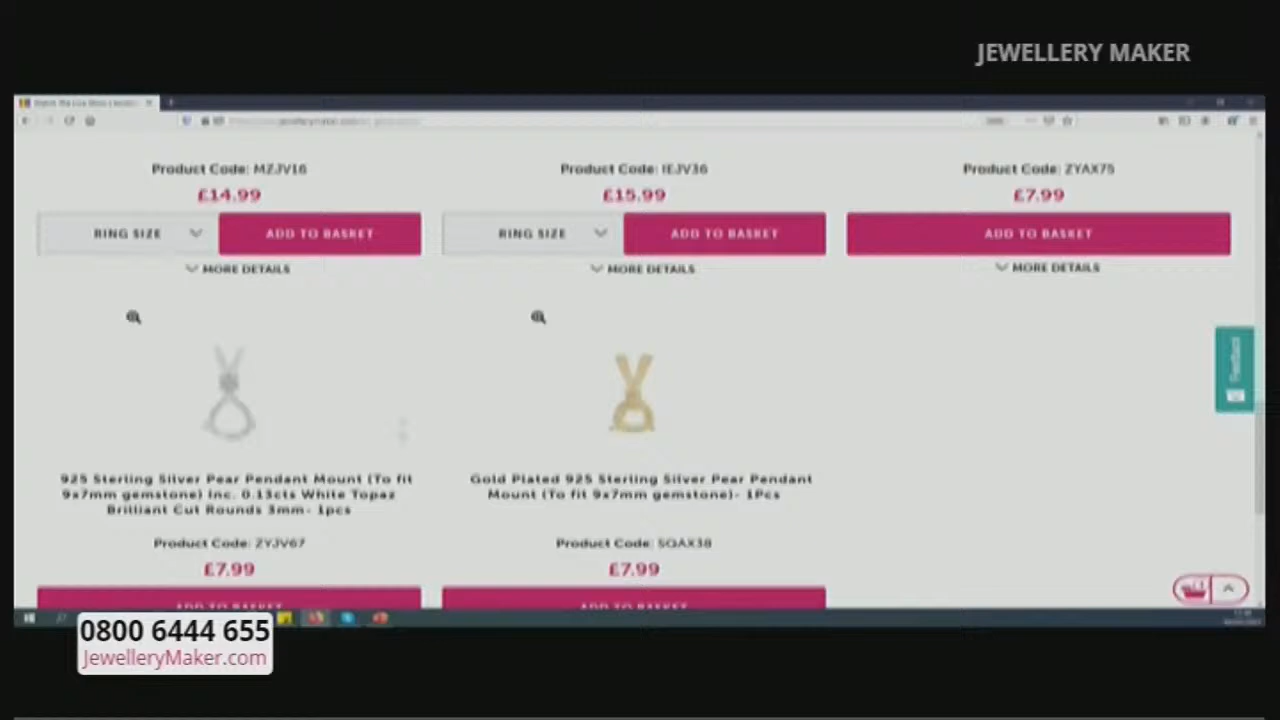 JEWELLERY MAKER
Product Code: MZJV16
Product Code: IEJV36
Product Code: ZYAX75
£14.99
£15.99
£7.99
RING SIZE
ADD TO BASKET
RING SIZE
ADD TO BASKET
ADD TO BASKET
MORE DETAILS
MORE DETAILS
MORE DETAILS
Feedback
925 Sterling Silver Pear Pendant Mount (To fit
9x7mm gemstone) Inc. 0.13cts White Topaz
Brilliant Cut Rounds 3mm- 1pcs
Gold Plated 925 Sterling Silver Pear Pendant
Mount (To fit 9x7mm gemstone)- 1Pcs
Product Code: ZYJV67
Product Code: SQAX38
£7.99
£7.99
ADD TO BASKET
ADD TO BASKET
0800 6444 655
JewelleryMaker.com